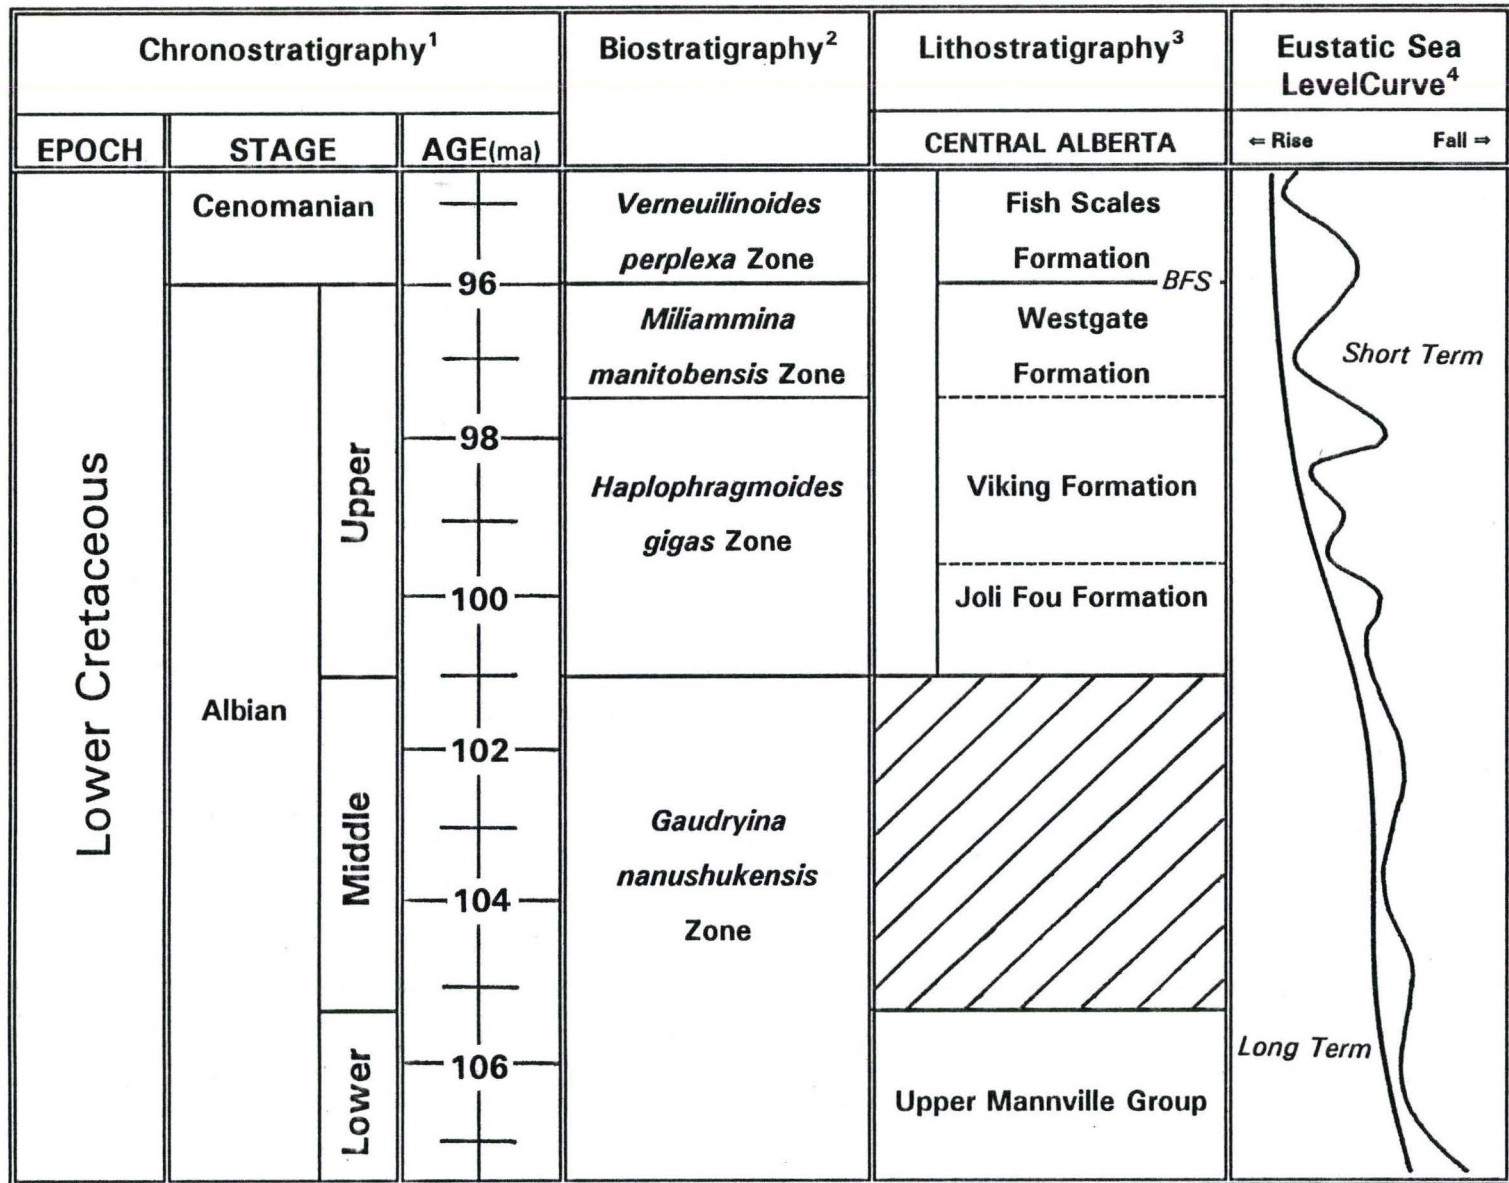 Chronostratigraphy¹
Biostratigraphy²
Lithostratigraphy³
Eustatic Sea
LevelCurve⁴
EPOCH
STAGE
AGE(ma)
CENTRAL ALBERTA
⇐ Rise
Fall ⇒
Lower Cretaceous
Cenomanian
Albian
Upper
Middle
Lower
96
98
100
102
104
106
Verneuilinoides
perplexa Zone
Miliammina
manitobensis Zone
Haplophragmoides
gigas Zone
Gaudryina
nanushukensis
Zone
Fish Scales
Formation
BFS
Westgate
Formation
Viking Formation
Joli Fou Formation
Upper Mannville Group
Short Term
Long Term